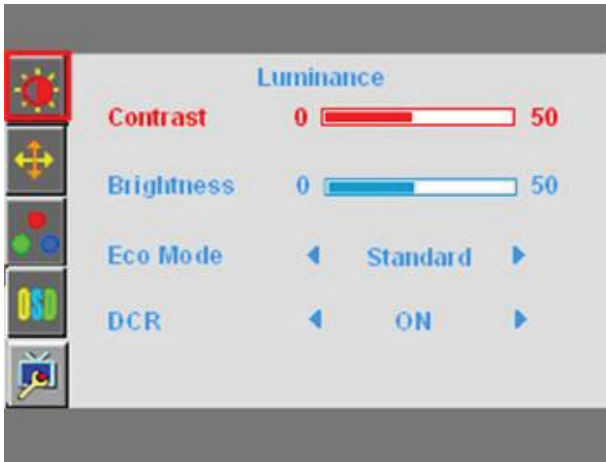 Luminance
Contrast 0 50
Brightness 0 50
Eco Mode Standard
DCR ON
OSD